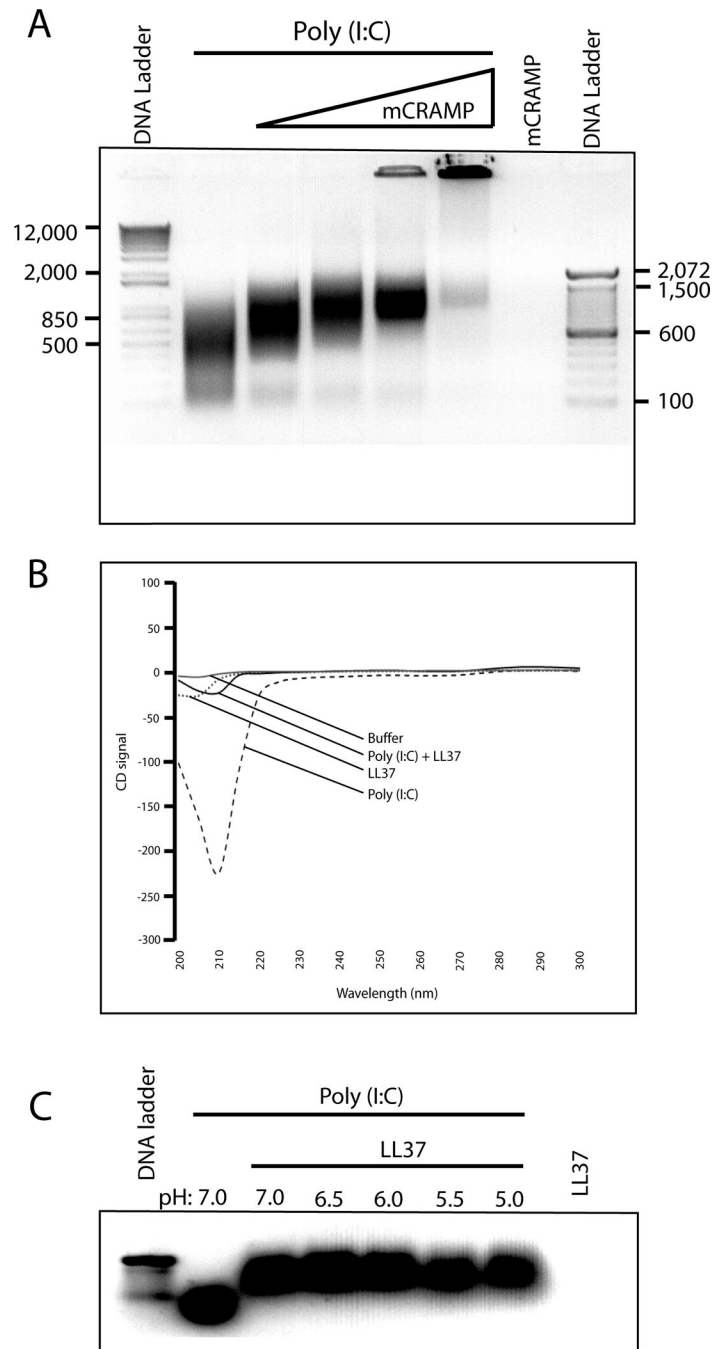 A
Poly (I:C)
DNA Ladder
mCRAMP
mCRAMP
DNA Ladder
12,000
2,000
850
500
2,072
1,500
600
100
B
100
50
0
-50
-100
-150
-200
-250
-300
CD signal
Buffer
Poly (I:C) + LL37
LL37
Poly (I:C)
200
210
220
230
240
250
260
270
280
290
300
Wavelength (nm)
C
DNA ladder
Poly (I:C)
LL37
LL37
pH: 7.0 7.0 6.5 6.0 5.5 5.0